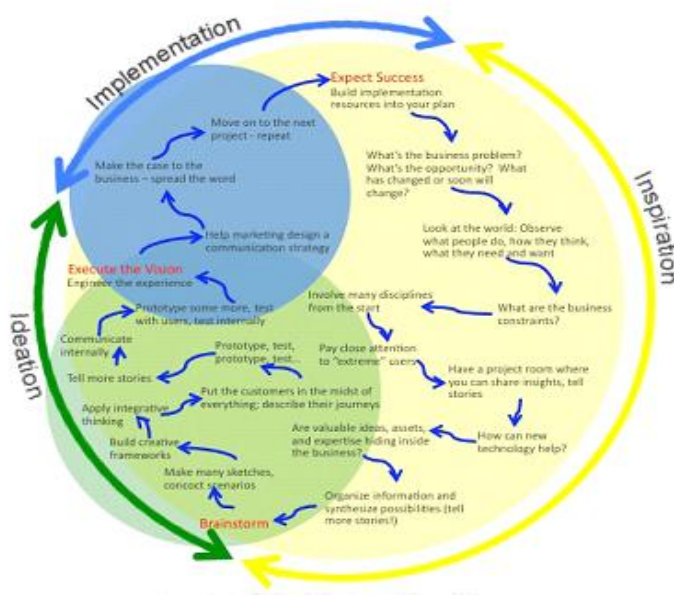 Implementation
Inspiration
Ideation
Expect Success
Build implementation
resources into your plan
What's the business problem?
What's the opportunity?  What
has changed or soon will
change?
Look at the world: Observe
what people do, how they think,
what they need and want
What are the business
constraints?
Involve many disciplines
from the start
Pay close attention
to "extreme" users
Have a project room where
you can share insights, tell
stories
How can new
technology help?
Are valuable ideas, assets,
and expertise hiding inside
the business?
Organize information and
synthesize possibilities (tell
more stories!)
Brainstorm
Make many sketches,
concoct scenarios
Build creative
frameworks
Apply integrative
thinking
Put the customers in the midst of
everything; describe their journeys
Prototype, test,
prototype, test...
Tell more stories
Communicate
internally
Prototype some more, test
with users, test internally
Execute the Vision
Engineer the experience
Help marketing design a
communication strategy
Make the case to the
business – spread the word
Move on to the next
project - repeat